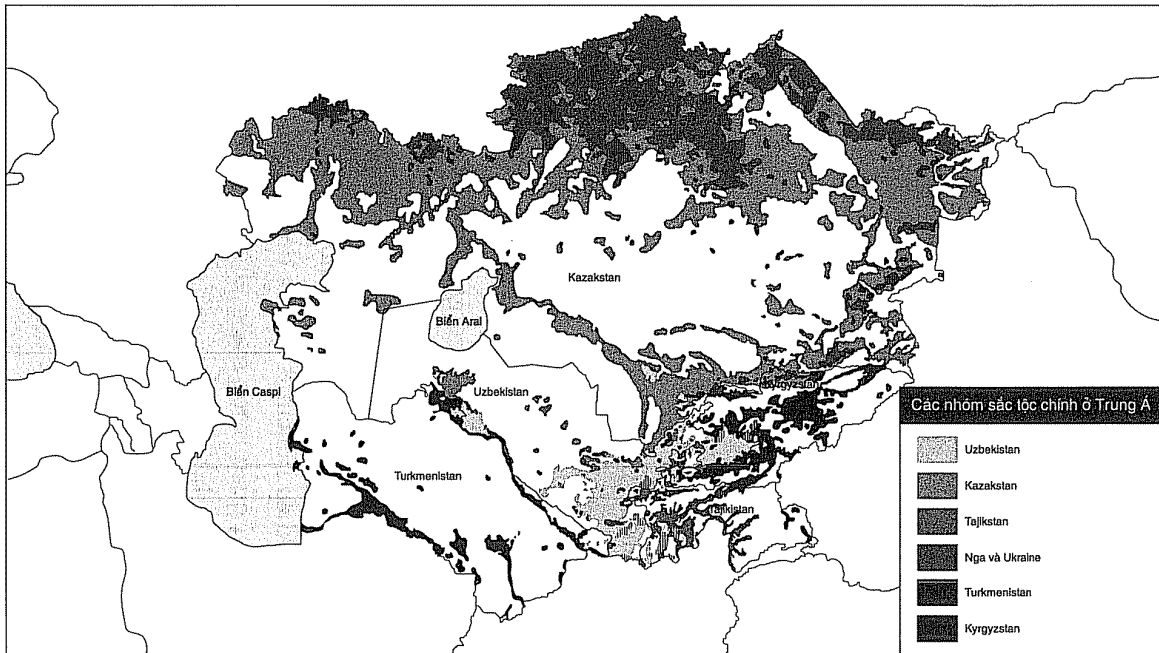 Kazakstan
Biển Aral
Biển Caspi
Uzbekistan
Kyrgyzstan
Turkmenistan
Tajikistan
Các nhóm sắc tộc chính ở Trung Á
Uzbekistan
Kazakstan
Tajikstan
Nga và Ukraine
Turkmenistan
Kyrgyzstan